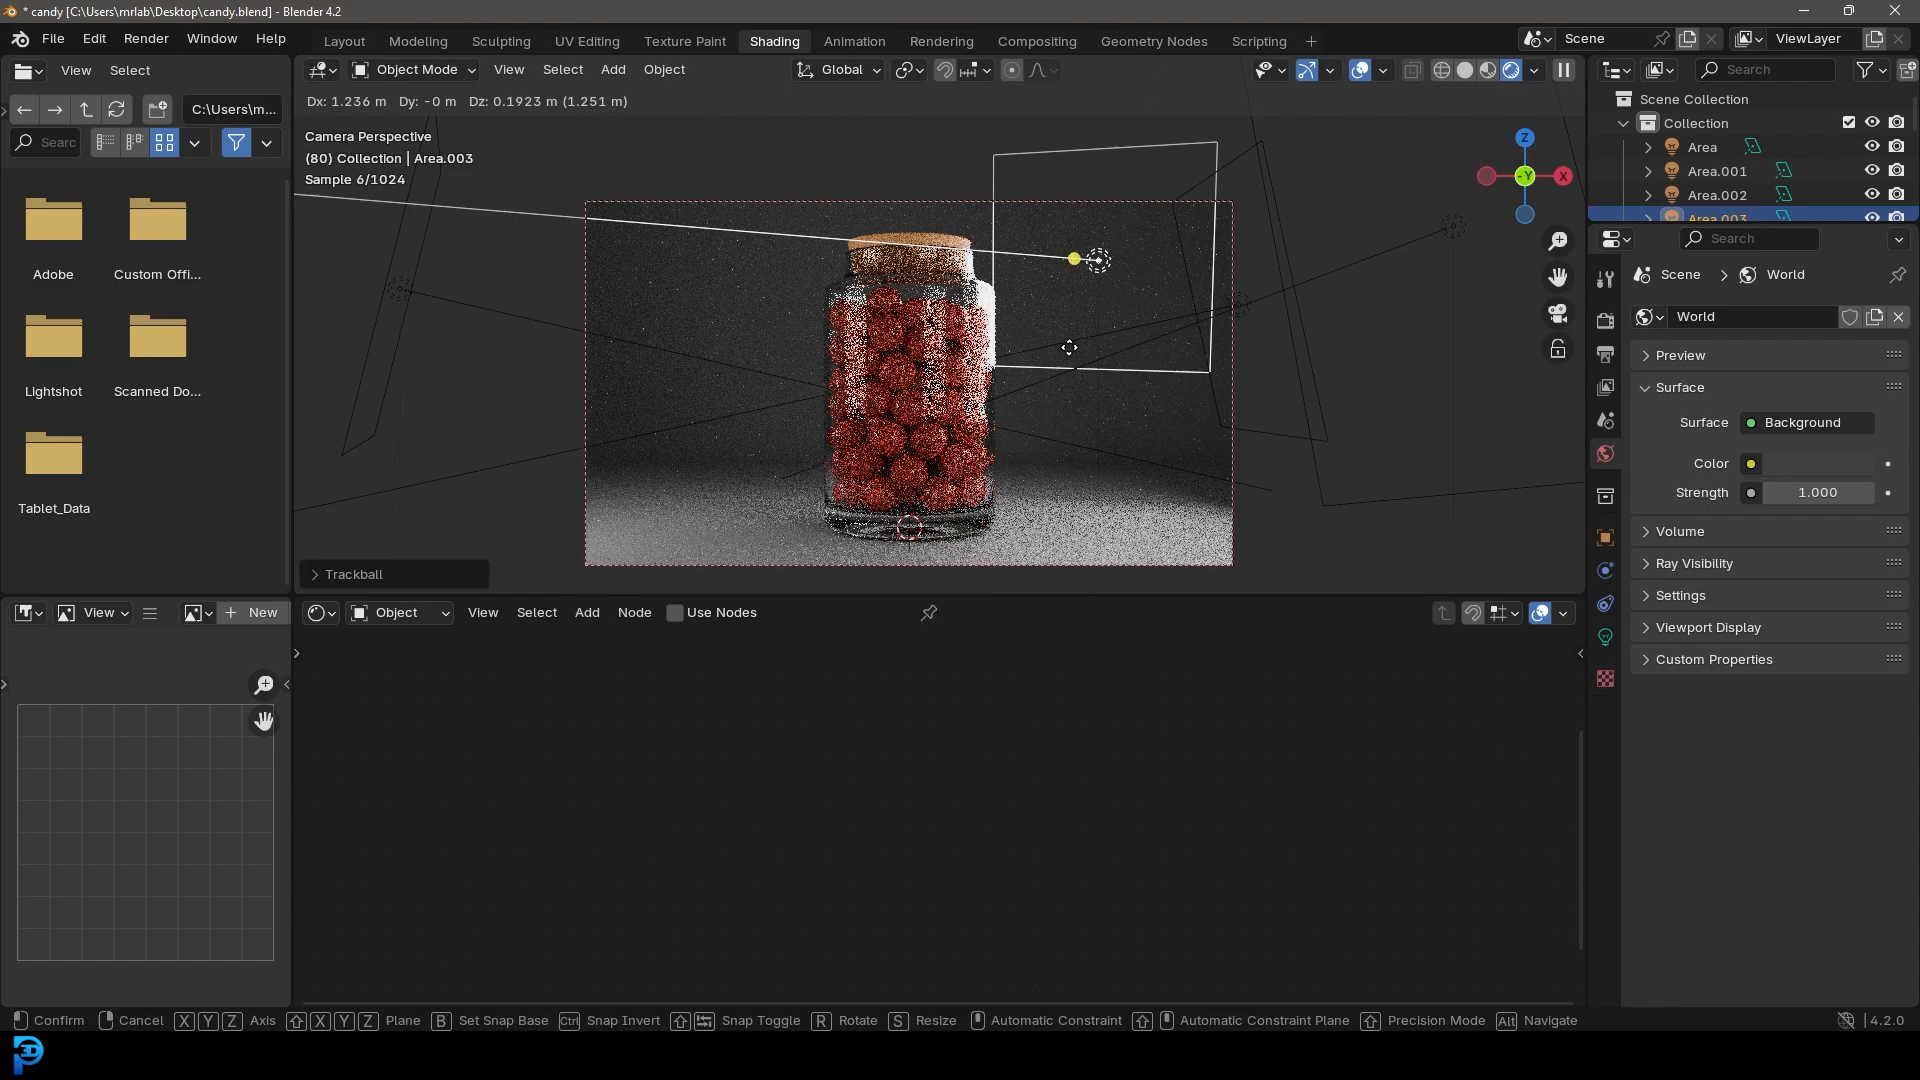 * candy [C:\Users\mrlab\Desktop\candy.blend] - Blender 4.2
File Edit Render Window Help
Layout Modeling Sculpting UV Editing Texture Paint Shading Animation Rendering Compositing Geometry Nodes Scripting
Scene
ViewLayer
View Select
Object Mode View Select Add Object
Global
Search
C:\Users\m...
Dx: 1.236 m Dy: -0 m Dz: 0.1923 m (1.251 m)
Scene Collection
Collection
Searc
Camera Perspective
(80) Collection | Area.003
Sample 6/1024
Z
-Y
X
Area
Area.001
Area.002
Area.003
Search
Adobe
Custom Offi...
Scene
World
World
Preview
Surface
Lightshot
Scanned Do...
Surface
Background
Color
Strength
1.000
Tablet_Data
Volume
Ray Visibility
Trackball
Settings
View
New
Object View Select Add Node Use Nodes
Viewport Display
Custom Properties
Confirm Cancel X Y Z Axis X Y Z Plane B Set Snap Base Ctrl Snap Invert Snap Toggle R Rotate S Resize Automatic Constraint Automatic Constraint Plane Precision Mode Alt Navigate
4.2.0